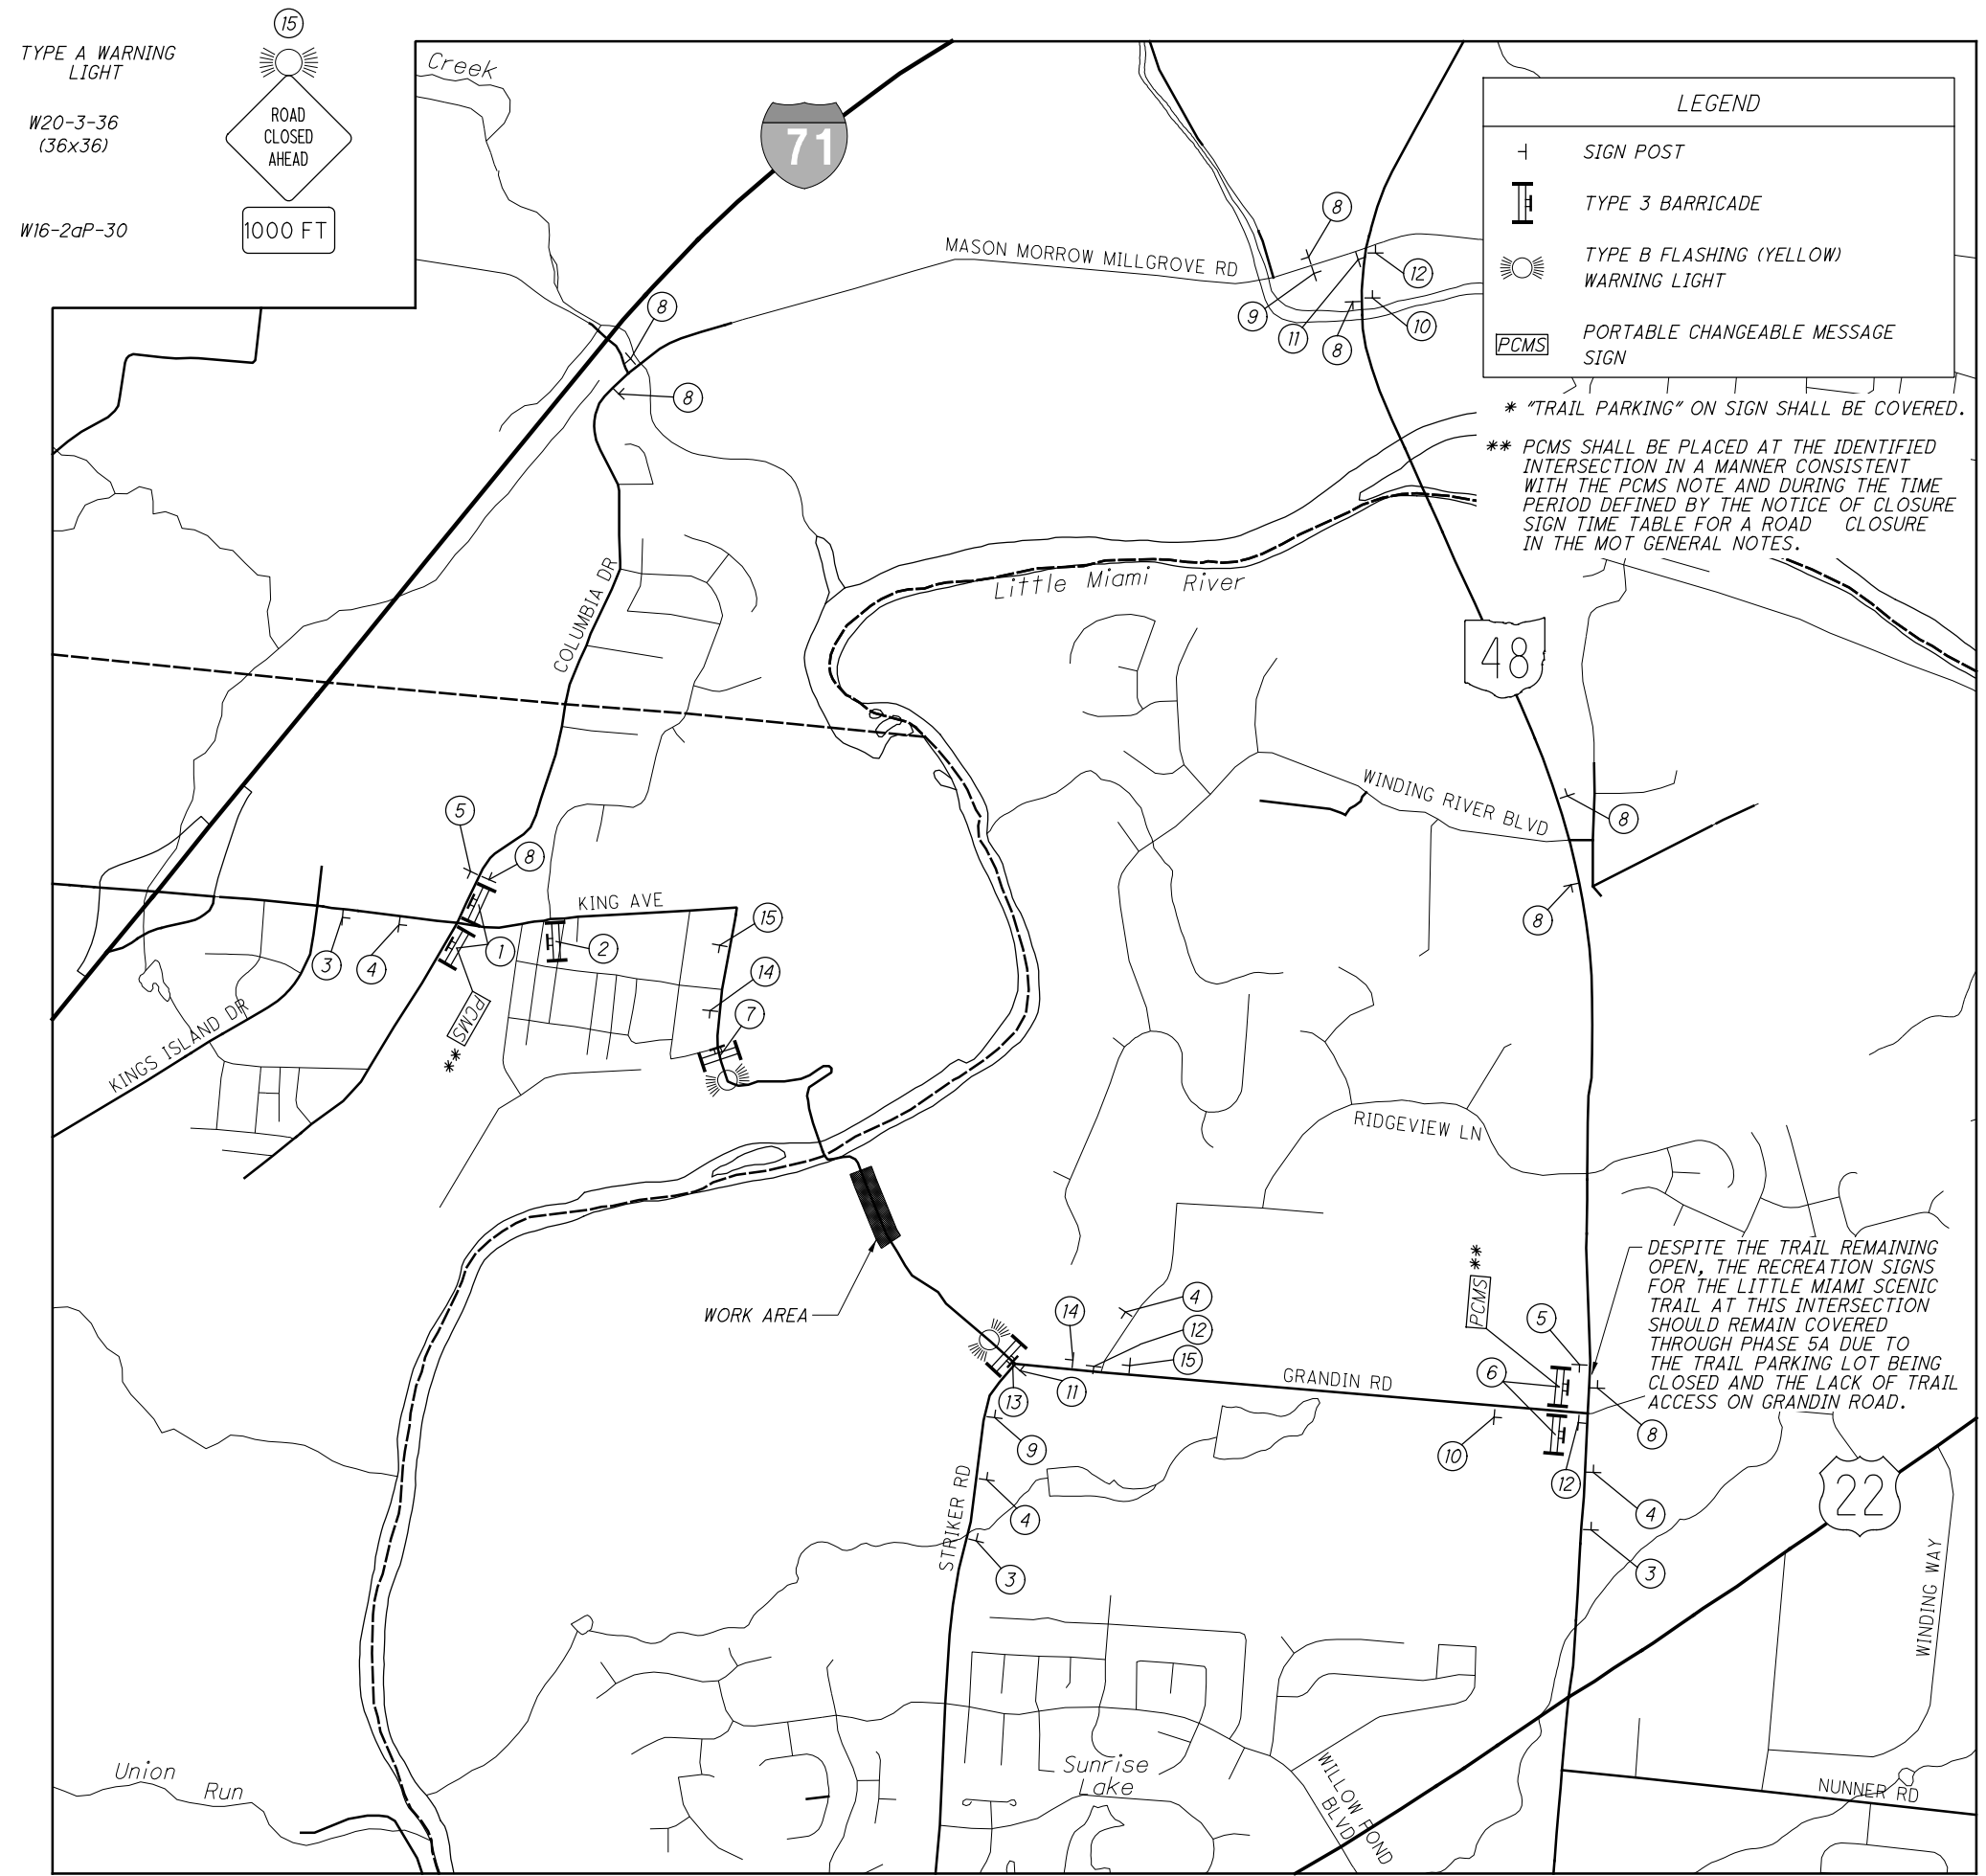 15
TYPE A WARNING
LIGHT
W20-3-36
(36x36)
ROAD
CLOSED
AHEAD
W16-2aP-30
1000 FT
Creek
71
LEGEND
SIGN POST
TYPE 3 BARRICADE
TYPE B FLASHING (YELLOW)
WARNING LIGHT
PCMS
PORTABLE CHANGEABLE MESSAGE
SIGN
* "TRAIL PARKING" ON SIGN SHALL BE COVERED.
** PCMS SHALL BE PLACED AT THE IDENTIFIED
INTERSECTION IN A MANNER CONSISTENT
WITH THE PCMS NOTE AND DURING THE TIME
PERIOD DEFINED BY THE NOTICE OF CLOSURE
SIGN TIME TABLE FOR A ROAD CLOSURE
IN THE MOT GENERAL NOTES.
MASON MORROW MILLGROVE RD
8
12
9
11
8
10
8
8
COLUMBIA DR
Little Miami River
48
WINDING RIVER BLVD
8
8
5
8
KING AVE
3
4
1
2
15
14
7
PCMS
**
KINGS ISLAND DR
RIDGEVIEW LN
WORK AREA
**
PCMS
DESPITE THE TRAIL REMAINING
OPEN, THE RECREATION SIGNS
FOR THE LITTLE MIAMI SCENIC
TRAIL AT THIS INTERSECTION
SHOULD REMAIN COVERED
THROUGH PHASE 5A DUE TO
THE TRAIL PARKING LOT BEING
CLOSED AND THE LACK OF TRAIL
ACCESS ON GRANDIN ROAD.
14
4
12
15
5
6
GRANDIN RD
11
13
9
10
8
12
4
3
STRIKER RD
4
3
22
WINDING WAY
Union Run
Sunrise
Lake
WILLOW POND
BLVD
NUNNER RD